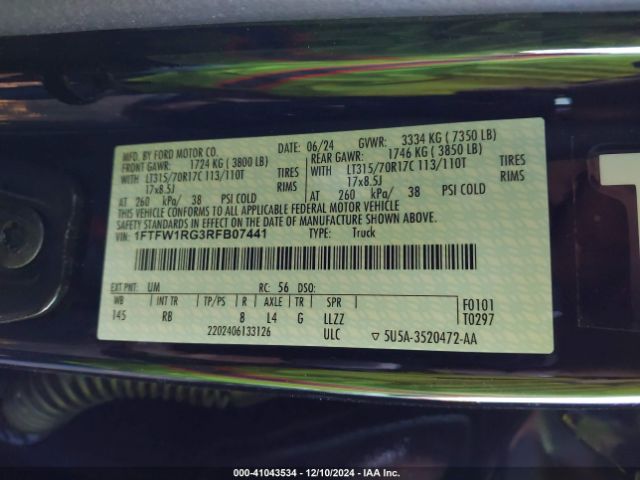 MFD. BY FORD MOTOR CO. DATE: 06/24 GVWR: 3334 KG ( 7350 LB)
FRONT GAWR: 1724 KG ( 3800 LB) REAR GAWR: 1746 KG ( 3850 LB)
WITH LT315/70R17C 113/110T TIRES WITH LT315/70R17C 113/110T TIRES
17x8.5J RIMS 17x8.5J RIMS
AT 260 kPa/ 38 PSI COLD AT 260 kPa/ 38 PSI COLD
THIS VEHICLE CONFORMS TO ALL APPLICABLE FEDERAL MOTOR VEHICLE
SAFETY STANDARDS IN EFFECT ON THE DATE OF MANUFACTURE SHOWN ABOVE.
VIN: 1FTFW1RG3RFB07441 TYPE: Truck
EXT PNT: UM RC: 56 DSO:
WB INT TR TP/PS R AXLE TR SPR F0101
145 RB 8 L4 G LLZZ T0297
2202406133126 ULC ▽ 5U5A-3520472-AA
000-41043534 – 12/10/2024 – IAA Inc.